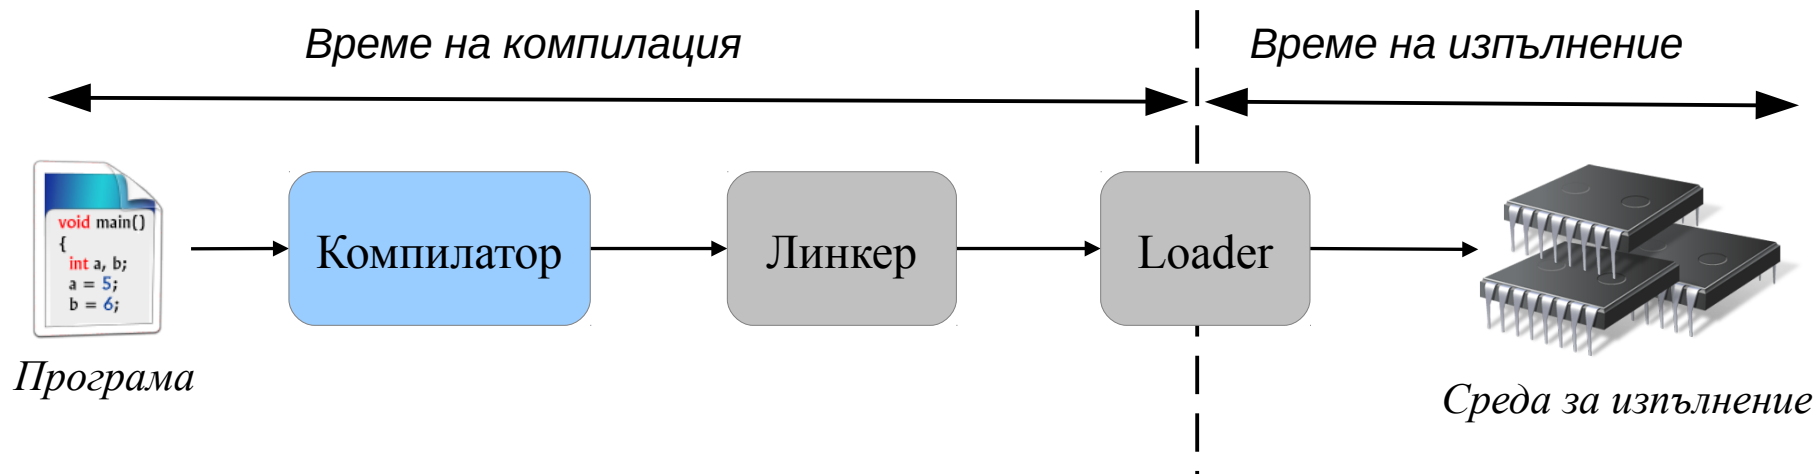 Време на компилация
Време на изпълнение
void main()
{
int a, b;
a = 5;
b = 6;
Компилатор
Линкер
Loader
Програма
Среда за изпълнение